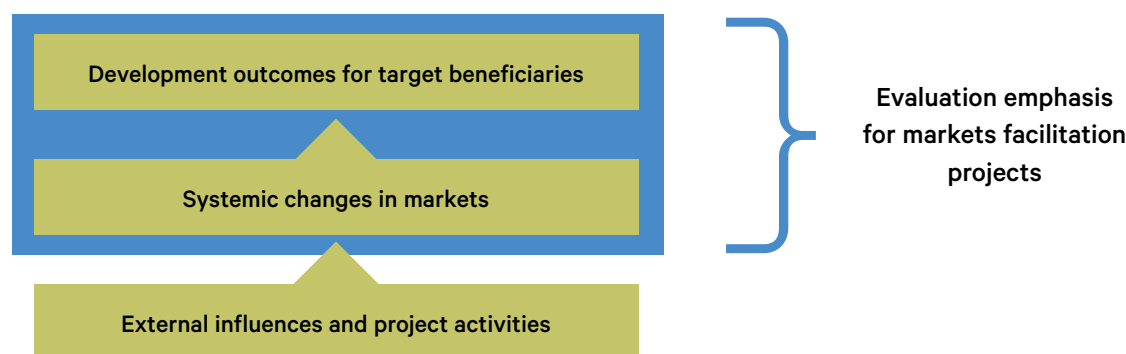 Development outcomes for target beneficiaries
Systemic changes in markets
External influences and project activities
Evaluation emphasis
for markets facilitation
projects